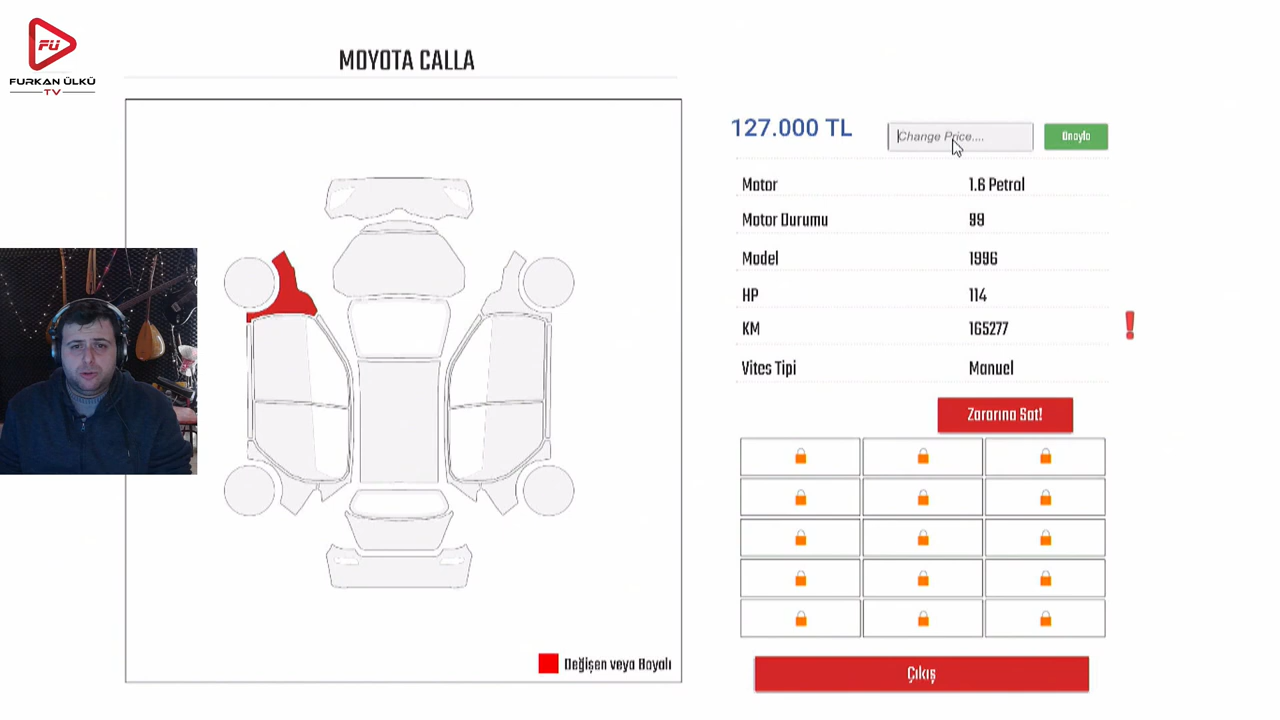 FU
FURKAN ÜLKÜ
TV
MOYOTA CALLA
127.000 TL
Change Price....
Onayla
Motor 1.6 Petrol
Motor Durumu 99
Model 1996
HP 114
KM 165277
Vites Tipi Manuel
Zararına Sat!
Değişen veya Boyalı
Çıkış